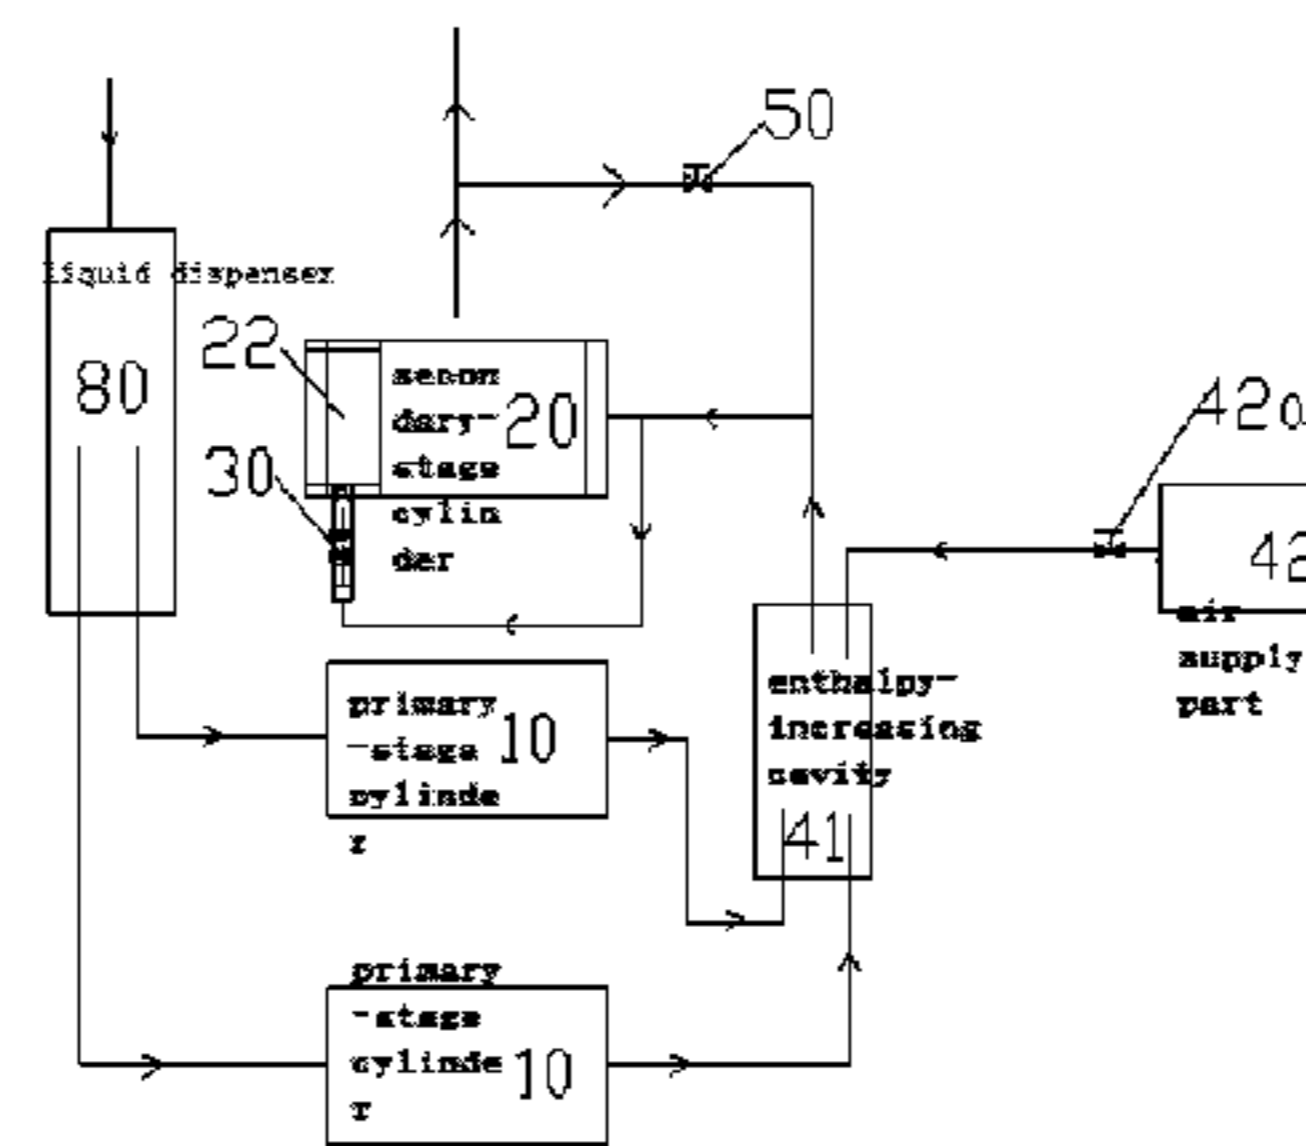 50
liquid dispenser
22
80
secon
dary-
stage
cylin
der
20
42a
30
42
air
supply
part
primary
-stage
cylinde
r
10
enthalpy-
increasing
cavity
41
primary
-stage
cylinde
r
10